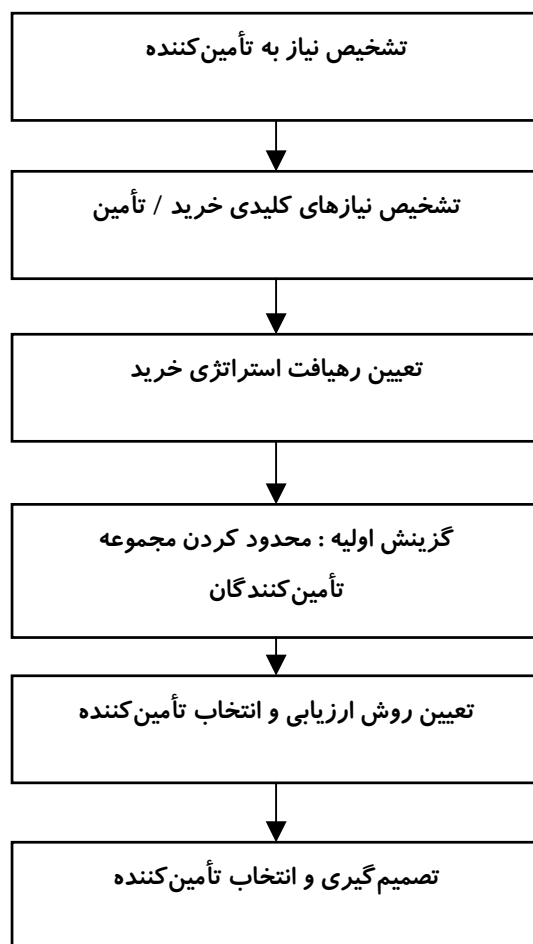 تشخیص نیاز به تأمین‌کننده
تشخیص نیازهای کلیدی خرید / تأمین
تعیین رهیافت استراتژی خرید
گزینش اولیه : محدود کردن مجموعه
تأمین‌کنندگان
تعیین روش ارزیابی و انتخاب تأمین‌کننده
تصمیم‌گیری و انتخاب تأمین‌کننده